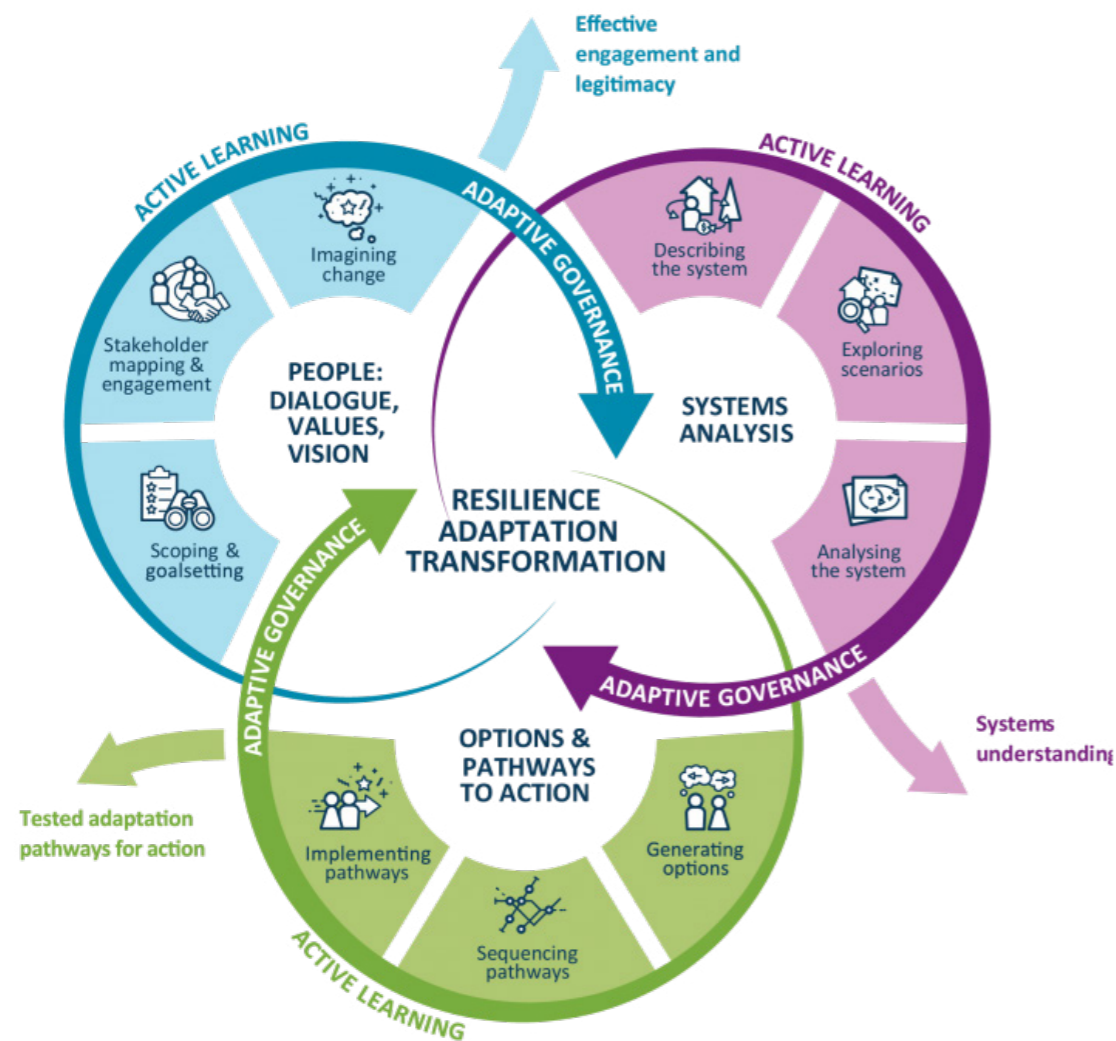 Effective
engagement and
legitimacy
ACTIVE LEARNING
ADAPTIVE GOVERNANCE
Imagining
change
Stakeholder
mapping &
engagement
Scoping &
goalsetting
PEOPLE:
DIALOGUE,
VALUES,
VISION
ACTIVE LEARNING
Describing
the system
Exploring
scenarios
Analysing
the system
SYSTEMS
ANALYSIS
ADAPTIVE GOVERNANCE
Systems
understanding
RESILIENCE
ADAPTATION
TRANSFORMATION
ADAPTIVE GOVERNANCE
OPTIONS &
PATHWAYS
TO ACTION
Generating
options
Sequencing
pathways
Implementing
pathways
ACTIVE LEARNING
Tested adaptation
pathways for action